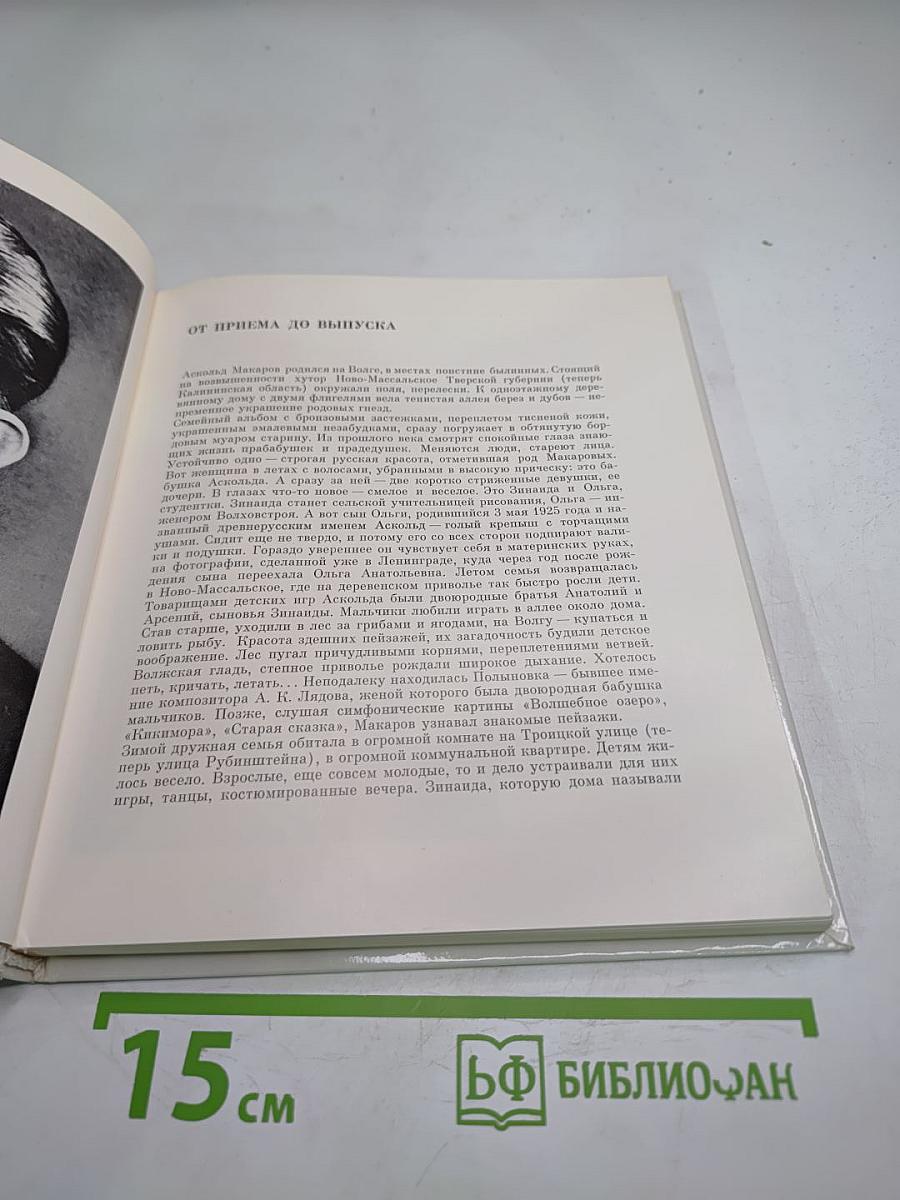 ОТ ПРИЕМА ДО ВЫПУСКА
Аскольд Макаров родился на Волге, в местах поистине былинных. Стоящий
на возвышенности хутор Ново-Массальское Тверской губернии (теперь
Калининская область) окружали поля, перелески. К одноэтажному дере-
вянному дому с двумя флигелями вела тенистая аллея берез и дубов — не-
пременное украшение родовых гнезд.
Семейный альбом с бронзовыми застежками, переплетом тисненой кожи,
украшенным эмалевыми незабудками, сразу погружает в обтянутую бор-
довым муаром старину. Из прошлого века смотрят спокойные глаза знаю-
щих жизнь прабабушек и прадедушек. Меняются люди, стареют лица.
Устойчиво одно — строгая русская красота, отметившая род Макаровых.
Вот женщина в летах с волосами, убранными в высокую прическу: это ба-
бушка Аскольда. А сразу за ней — две коротко стриженные девушки, ее
дочери. В глазах что-то новое — смелое и веселое. Это Зинаида и Ольга,
студентки. Зинаида станет сельской учительницей рисования, Ольга — ин-
женером Волховстроя. А вот сын Ольги, родившийся 3 мая 1925 года и на-
званный древнерусским именем Аскольд — голый крепыш с торчащими
ушами. Сидит еще не твердо, и потому его со всех сторон подпирают вали-
ки и подушки. Гораздо увереннее он чувствует себя в материнских руках,
на фотографии, сделанной уже в Ленинграде, куда через год после рож-
дения сына переехала Ольга Анатольевна. Летом семья возвращалась
в Ново-Массальское, где на деревенском приволье так быстро росли дети.
Товарищами детских игр Аскольда были двоюродные братья Анатолий и
Арсений, сыновья Зинаиды. Мальчики любили играть в аллее около дома.
Став старше, уходили в лес за грибами и ягодами, на Волгу — купаться и
ловить рыбу. Красота здешних пейзажей, их загадочность будили детское
воображение. Лес пугал причудливыми корнями, переплетениями ветвей.
Волжская гладь, степное приволье рождали широкое дыхание. Хотелось
петь, кричать, летать... Неподалеку находилась Полыновка — бывшее име-
ние композитора А. К. Лядова, женой которого была двоюродная бабушка
мальчиков. Позже, слушая симфонические картины «Волшебное озеро»,
«Кикимора», «Старая сказка», Макаров узнавал знакомые пейзажи.
Зимой дружная семья обитала в огромной комнате на Троицкой улице (те-
перь улица Рубинштейна), в огромной коммунальной квартире. Детям жи-
лось весело. Взрослые, еще совсем молодые, то и дело устраивали для них
игры, танцы, костюмированные вечера. Зинаида, которую дома называли
15 см
БФ БИБЛИОФАН